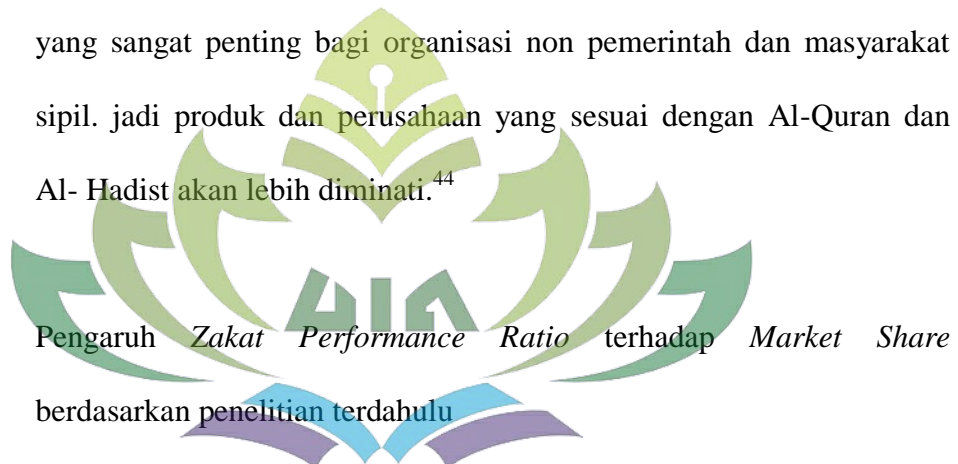 yang sangat penting bagi organisasi non pemerintah dan masyarakat
sipil. jadi produk dan perusahaan yang sesuai dengan Al-Quran dan
Al- Hadist akan lebih diminati.44
UIN
Pengaruh Zakat Performance Ratio terhadap Market Share
berdasarkan penelitian terdahulu